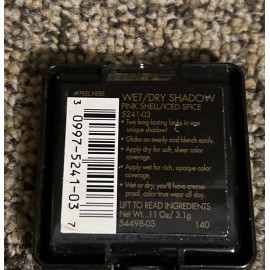 ▲PEEL HERE
WET/DRY SHADOW
PINK SHELL/ICED SPICE
5241-03
• Two long-lasting looks in one
unique shadow!
• Glides on evenly and blends easily.
• Apply dry for soft, sheer color
coverage.
• Apply wet for rich, opaque color
coverage.
• Wet or dry, you'll have crease-
proof, color-true wear all day.
LIFT TO READ INGREDIENTS
Net Wt. .11 Oz/ 3.1g
54498-03 140
3 0997-5241-03 7